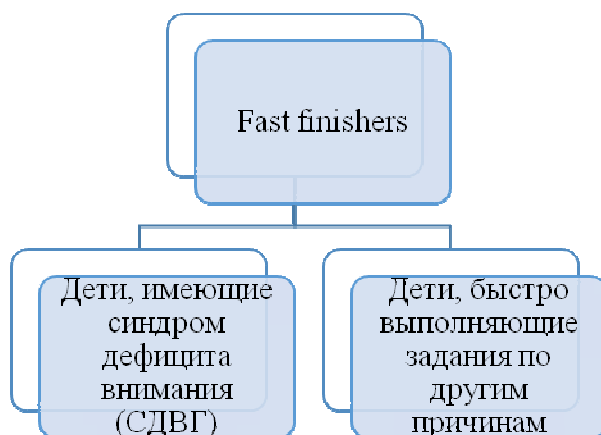 Fast finishers
Дети, имеющие
синдром
дефицита
внимания
(СДВГ)
Дети, быстро
выполняющие
задания по
другим
причинам